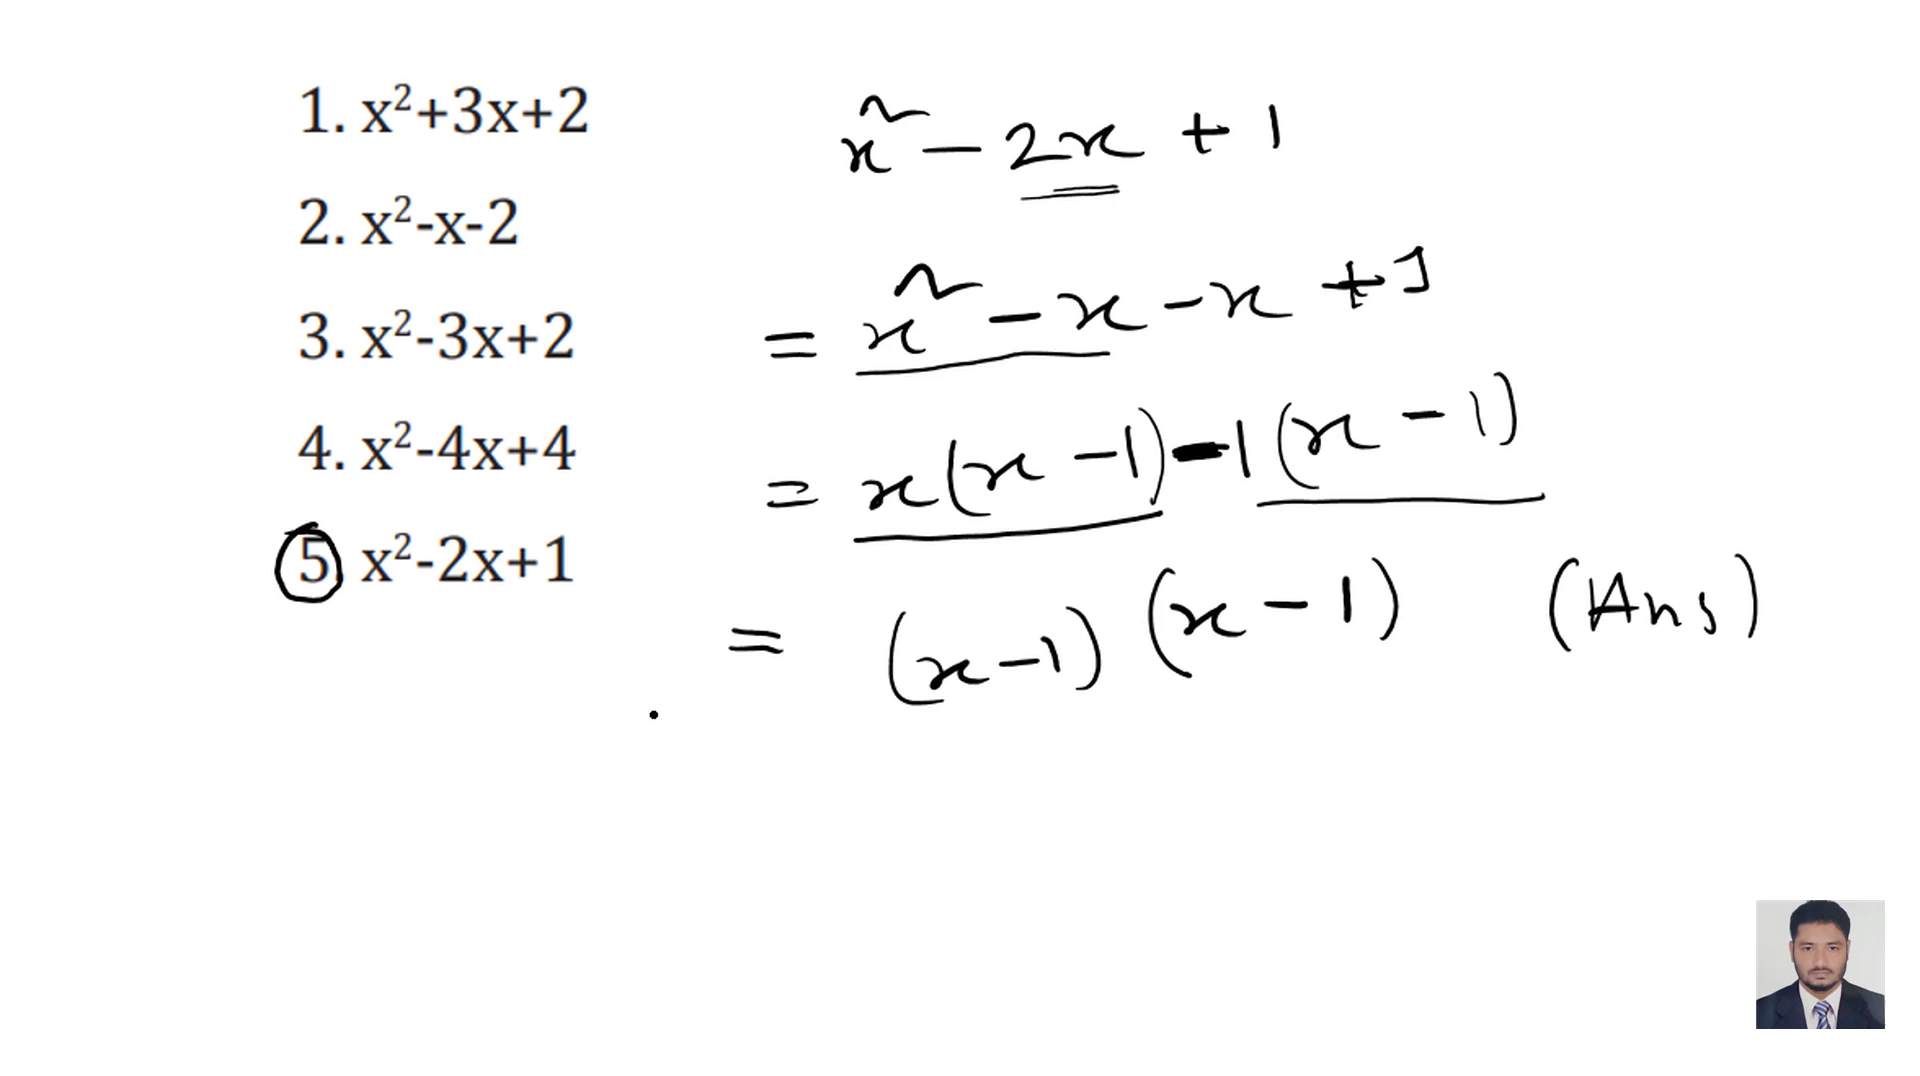 1. x²+3x+2
2. x²-x-2
3. x²-3x+2
4. x²-4x+4
5 x²-2x+1
x² - 2x + 1
= x² - x - x + 1
= x(x - 1) - 1(x - 1)
= (x-1) (x - 1) (Ans)